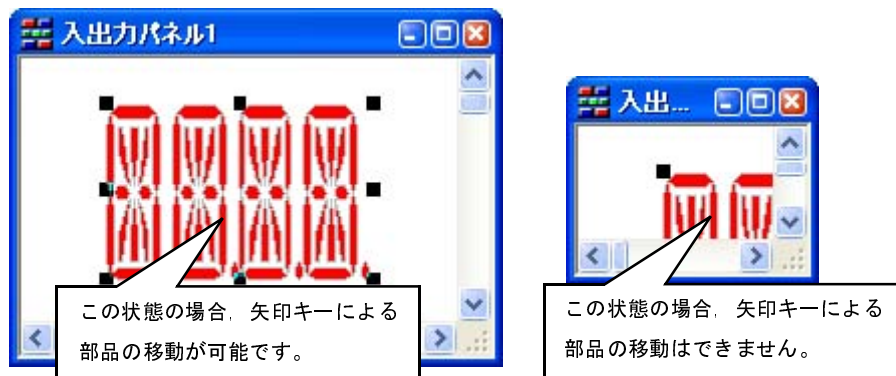 入出力パネル1
この状態の場合，矢印キーによる
部品の移動が可能です。
入出...
この状態の場合，矢印キーによる
部品の移動はできません。